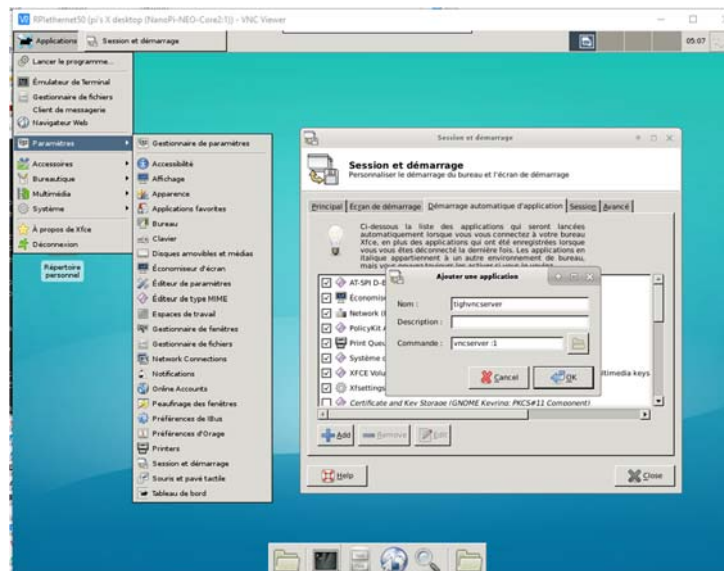 RPIethernet50 (pi's X desktop (NanoPi-NEO-Core2:1)) - VNC Viewer
Applications
Session et démarrage
05:07
Lancer le programme...
Émulateur de Terminal
Gestionnaire de fichiers
Client de messagerie
Navigateur Web
Paramètres
Accessoires
Bureautique
Multimédia
Système
À propos de Xfce
Déconnexion
Répertoire
personnel
Gestionnaire de paramètres
Accessibilité
Affichage
Apparence
Applications favorites
Bureau
Clavier
Disques amovibles et médias
Économiseur d'écran
Éditeur de paramètres
Éditeur de type MIME
Espaces de travail
Gestionnaire de fenêtres
Gestionnaire de fichiers
Network Connections
Notifications
Online Accounts
Peaufinage des fenêtres
Préférences de IBus
Préférences d'Orage
Printers
Session et démarrage
Souris et pavé tactile
Tableau de bord
Session et démarrage
Session et démarrage
Personnaliser le démarrage du bureau et l'écran de démarrage
Principal
Écran de démarrage
Démarrage automatique d'application
Session
Avancé
Ci-dessous la liste des applications qui seront lancées
automatiquement lorsque vous vous connectez à votre bureau
Xfce, en plus des applications qui ont été enregistrées lorsque
vous vous êtes déconnecté la dernière fois. Les applications en
italique appartiennent à un autre environnement de bureau,
AT-SPI D-B
Économise
Network (
PolicyKit A
Print Queu
Système d
XFCE Volu
ltimedia keys
Xfsettings
Certificate and Key Storage (GNOME Keyring: PKCS#11 Component)
Ajouter une application
Nom :
tighvncserver
Description :
Commande :
vncserver :1
Cancel
OK
Add
Remove
Edit
Help
Close